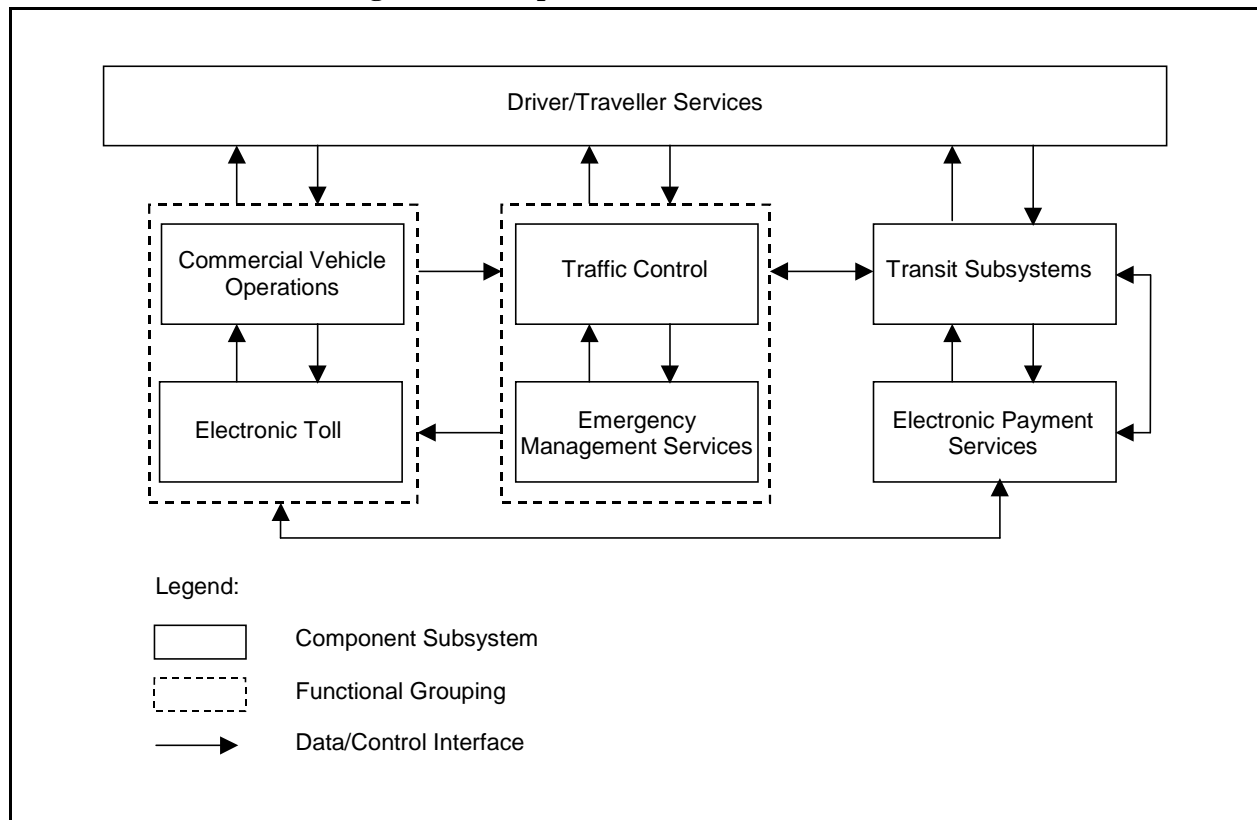 Driver/Traveller Services
Commercial Vehicle
Operations
Traffic Control
Transit Subsystems
Electronic Toll
Emergency
Management Services
Electronic Payment
Services
Legend:
Component Subsystem
Functional Grouping
Data/Control Interface